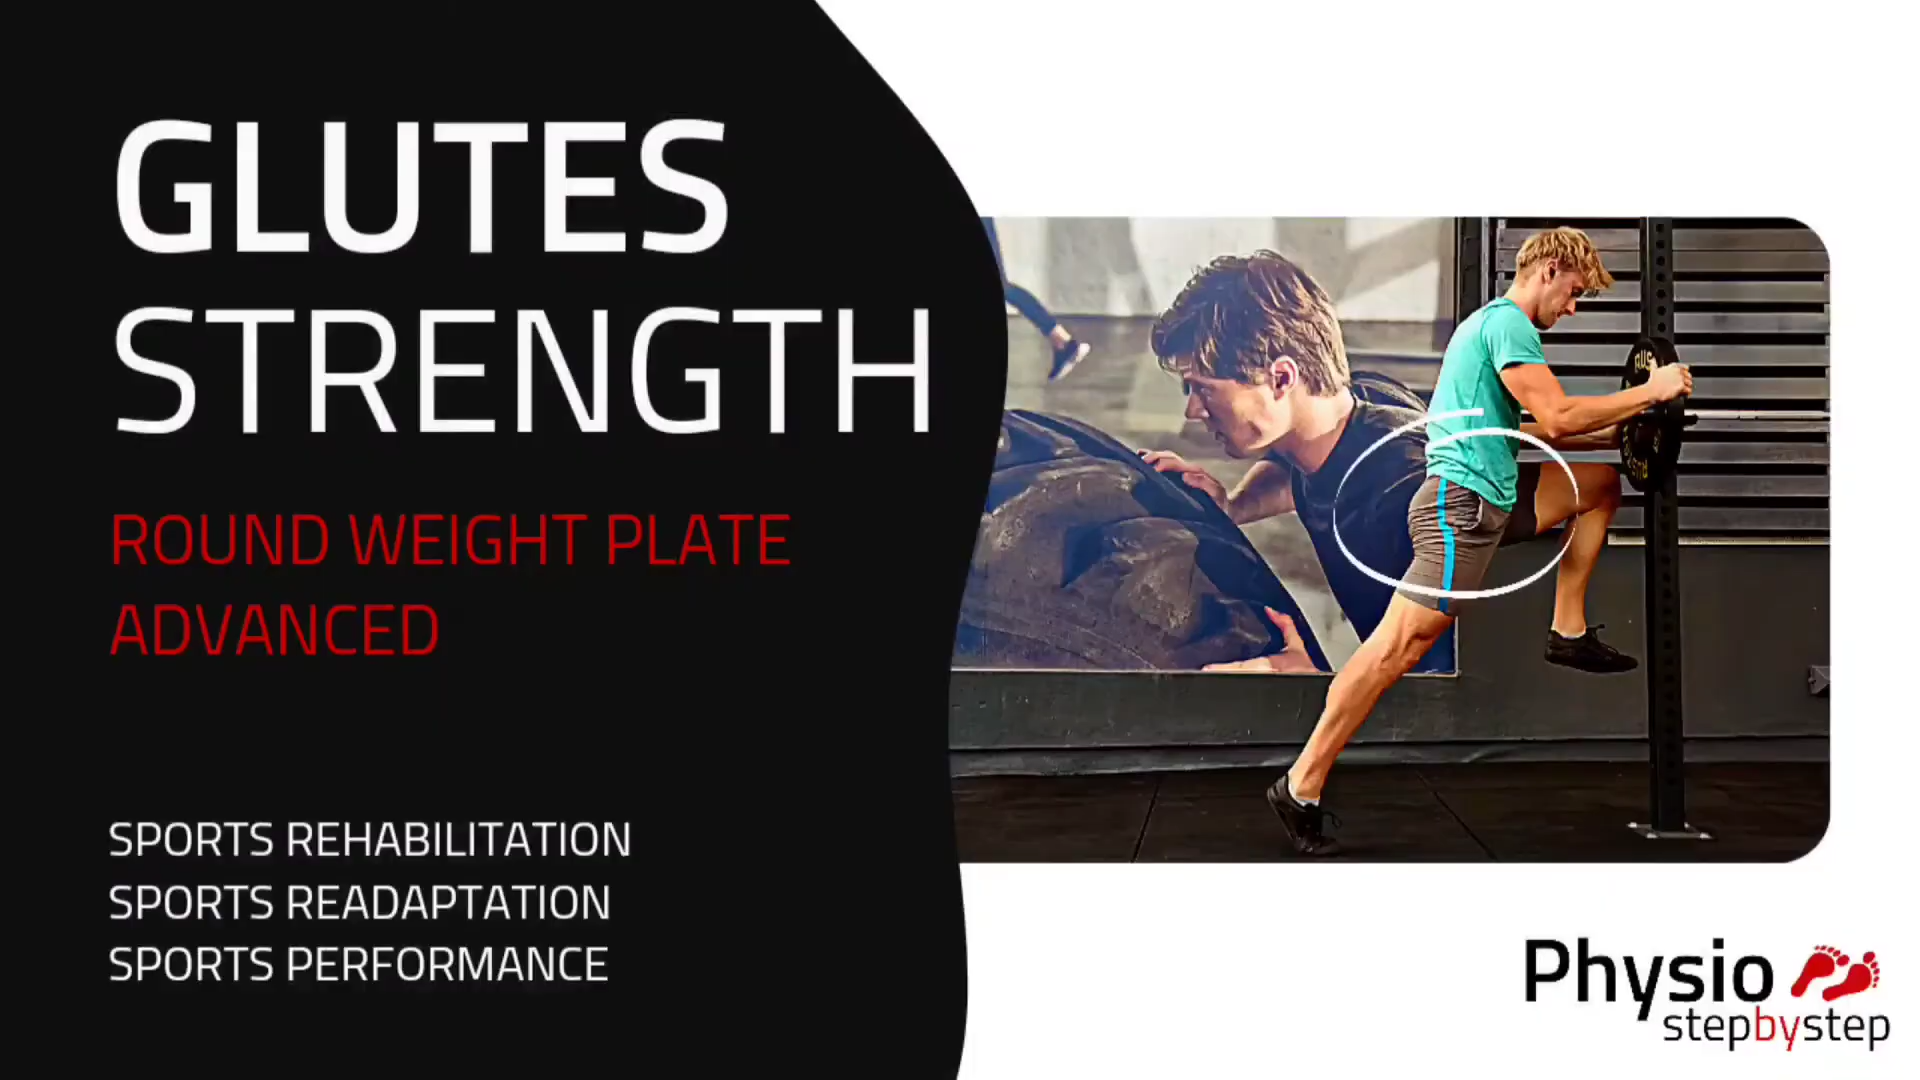 GLUTES
STRENGTH
ROUND WEIGHT PLATE
ADVANCED
SPORTS REHABILITATION
SPORTS READAPTATION
SPORTS PERFORMANCE
Physio
stepbystep